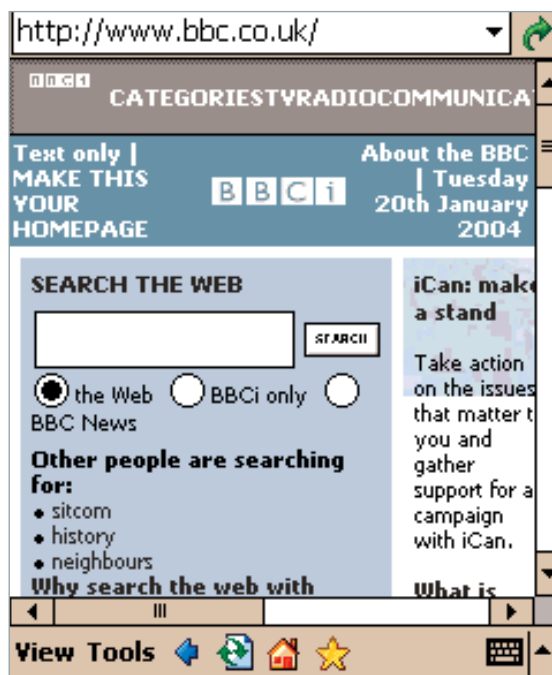 http://www.bbc.co.uk/
BBCi
CATEGORIESTVRADIOCOMMUNICAT
Text only |
MAKE THIS
YOUR
HOMEPAGE
BBCi
About the BBC
| Tuesday
20th January
2004
SEARCH THE WEB
SEARCH
the Web BBCi only
BBC News
Other people are searching
for:
• sitcom
• history
• neighbours
Why search the web with
iCan: make
a stand
Take action
on the issues
that matter t
you and
gather
support for a
campaign
with iCan.
What is
View Tools